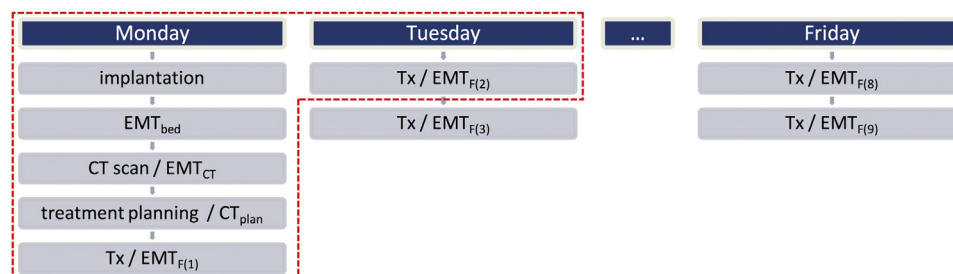 Monday
implantation
EMTbed
CT scan / EMTCT
treatment planning / CTplan
Tx / EMTF(1)
Tuesday
Tx / EMTF(2)
Tx / EMTF(3)
...
Friday
Tx / EMTF(8)
Tx / EMTF(9)